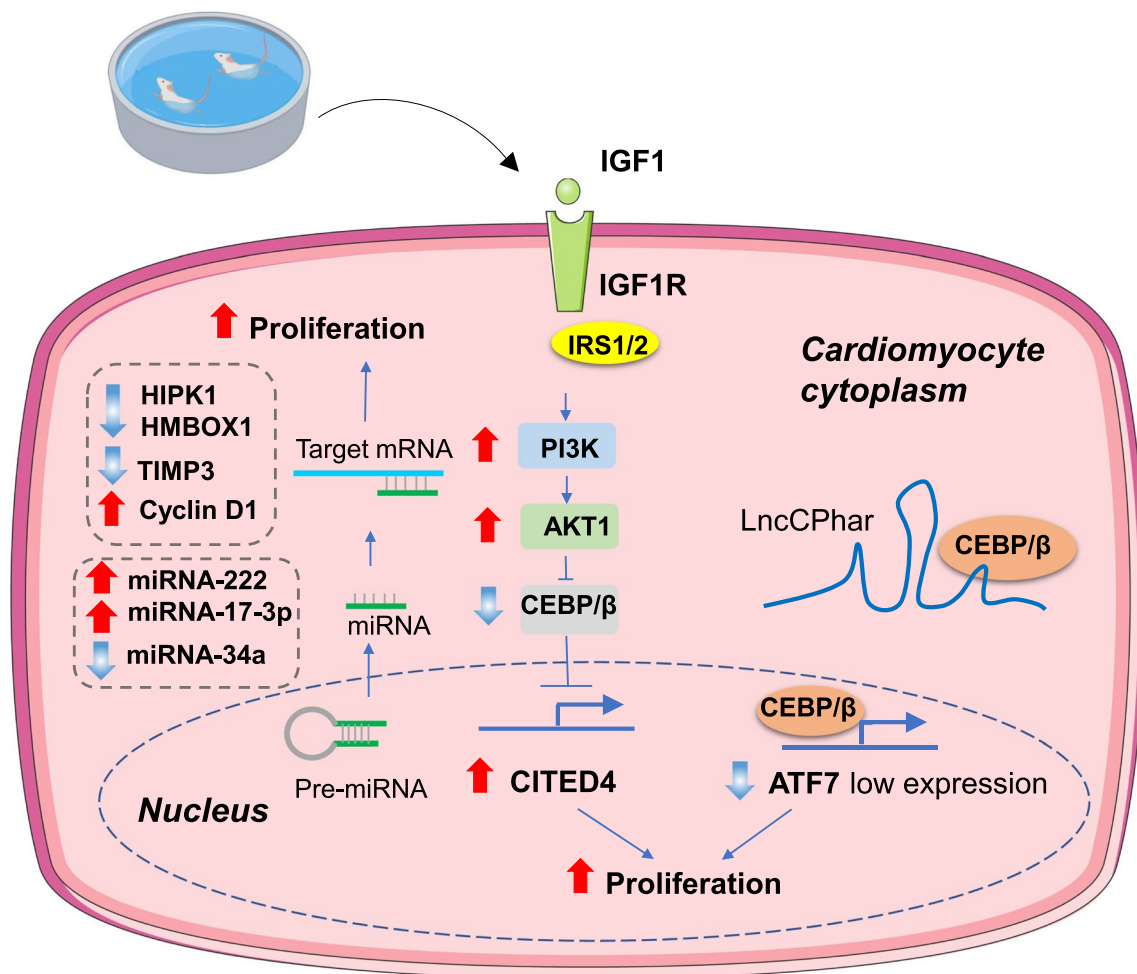 IGF1
IGF1R
IRS1/2
Proliferation
Cardiomyocyte
cytoplasm
HIPK1
HMBOX1
TIMP3
Cyclin D1
Target mRNA
PI3K
AKT1
LncCPhar
CEBP/β
miRNA-222
miRNA-17-3p
miRNA-34a
miRNA
CEBP/β
Pre-miRNA
Nucleus
CITED4
CEBP/β
ATF7 low expression
Proliferation